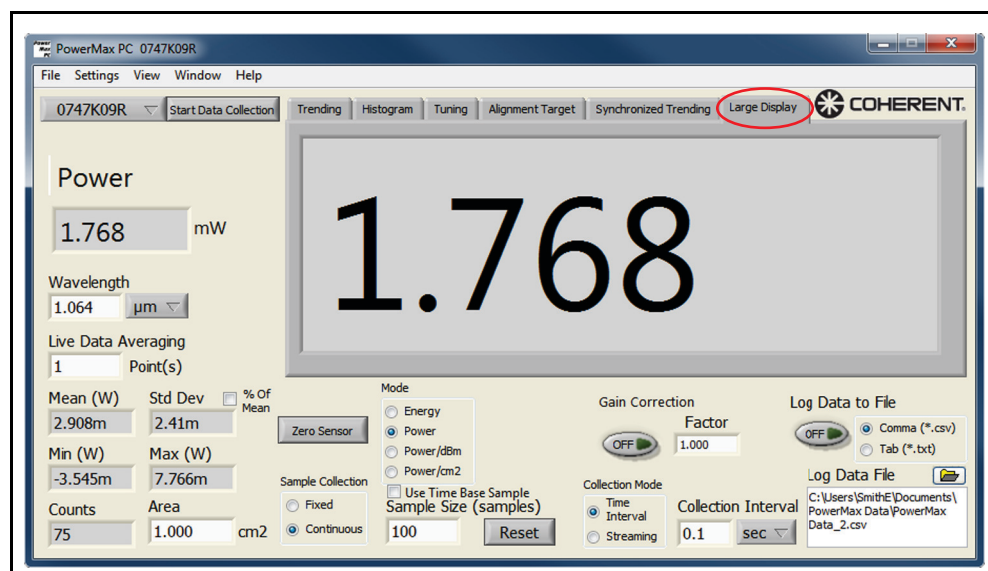 PowerMax PC 0747K09R
File Settings View Window Help
0747K09R Start Data Collection
Trending Histogram Tuning Alignment Target Synchronized Trending Large Display
COHERENT.
Power
1.768 mW
1.768
Wavelength
1.064 µm
Live Data Averaging
1 Point(s)
Mean (W) Std Dev % Of Mean
2.908m 2.41m
Min (W) Max (W)
-3.545m 7.766m
Counts Area
75 1.000 cm2
Zero Sensor
Sample Collection
Fixed
Continuous
Mode
Energy
Power
Power/dBm
Power/cm2
Use Time Base Sample
Sample Size (samples)
100 Reset
Gain Correction
OFF
Factor
1.000
Collection Mode
Time Interval
Streaming
Collection Interval
0.1 sec
Log Data to File
OFF
Comma (*.csv)
Tab (*.txt)
Log Data File
C:\Users\SmithE\Documents\
PowerMax Data\PowerMax
Data_2.csv